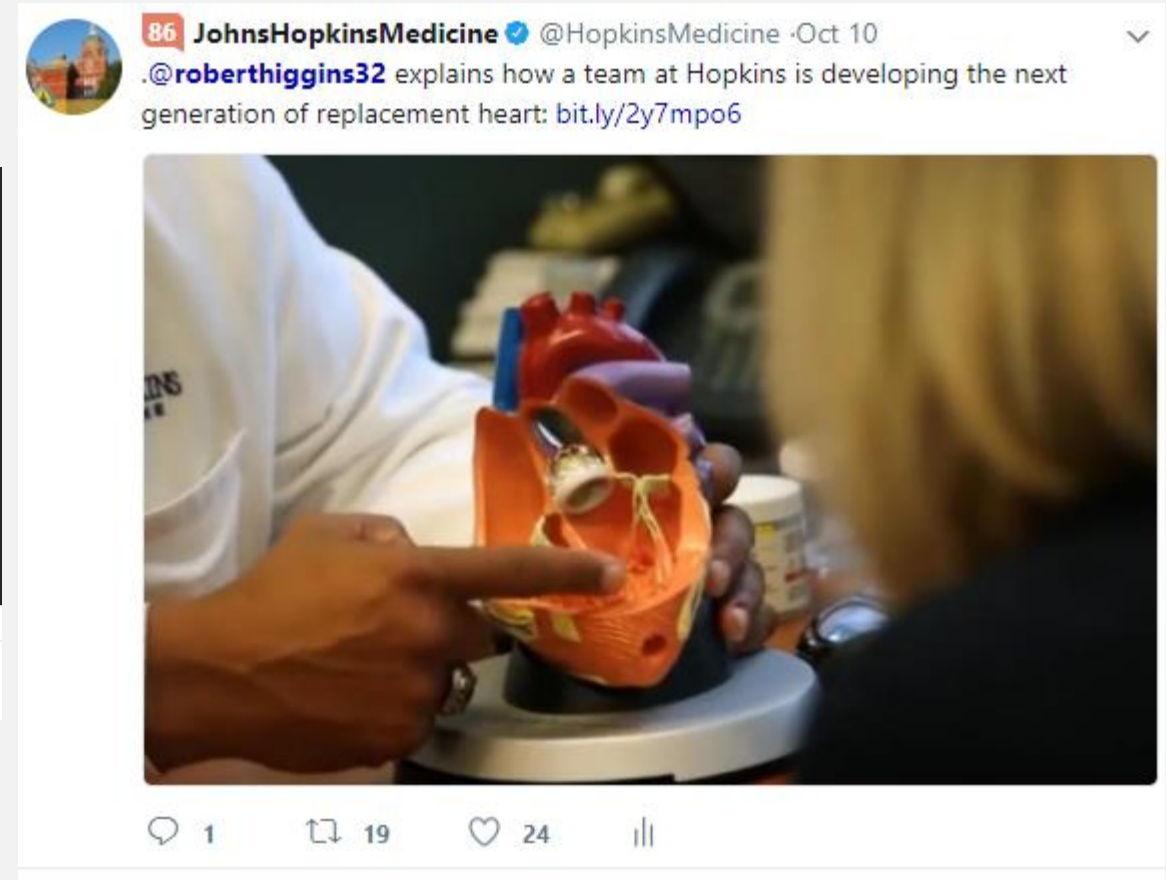 86 JohnsHopkinsMedicine @HopkinsMedicine ·Oct 10
.@roberthiggins32 explains how a team at Hopkins is developing the next
generation of replacement heart: bit.ly/2y7mpo6
1 19 24